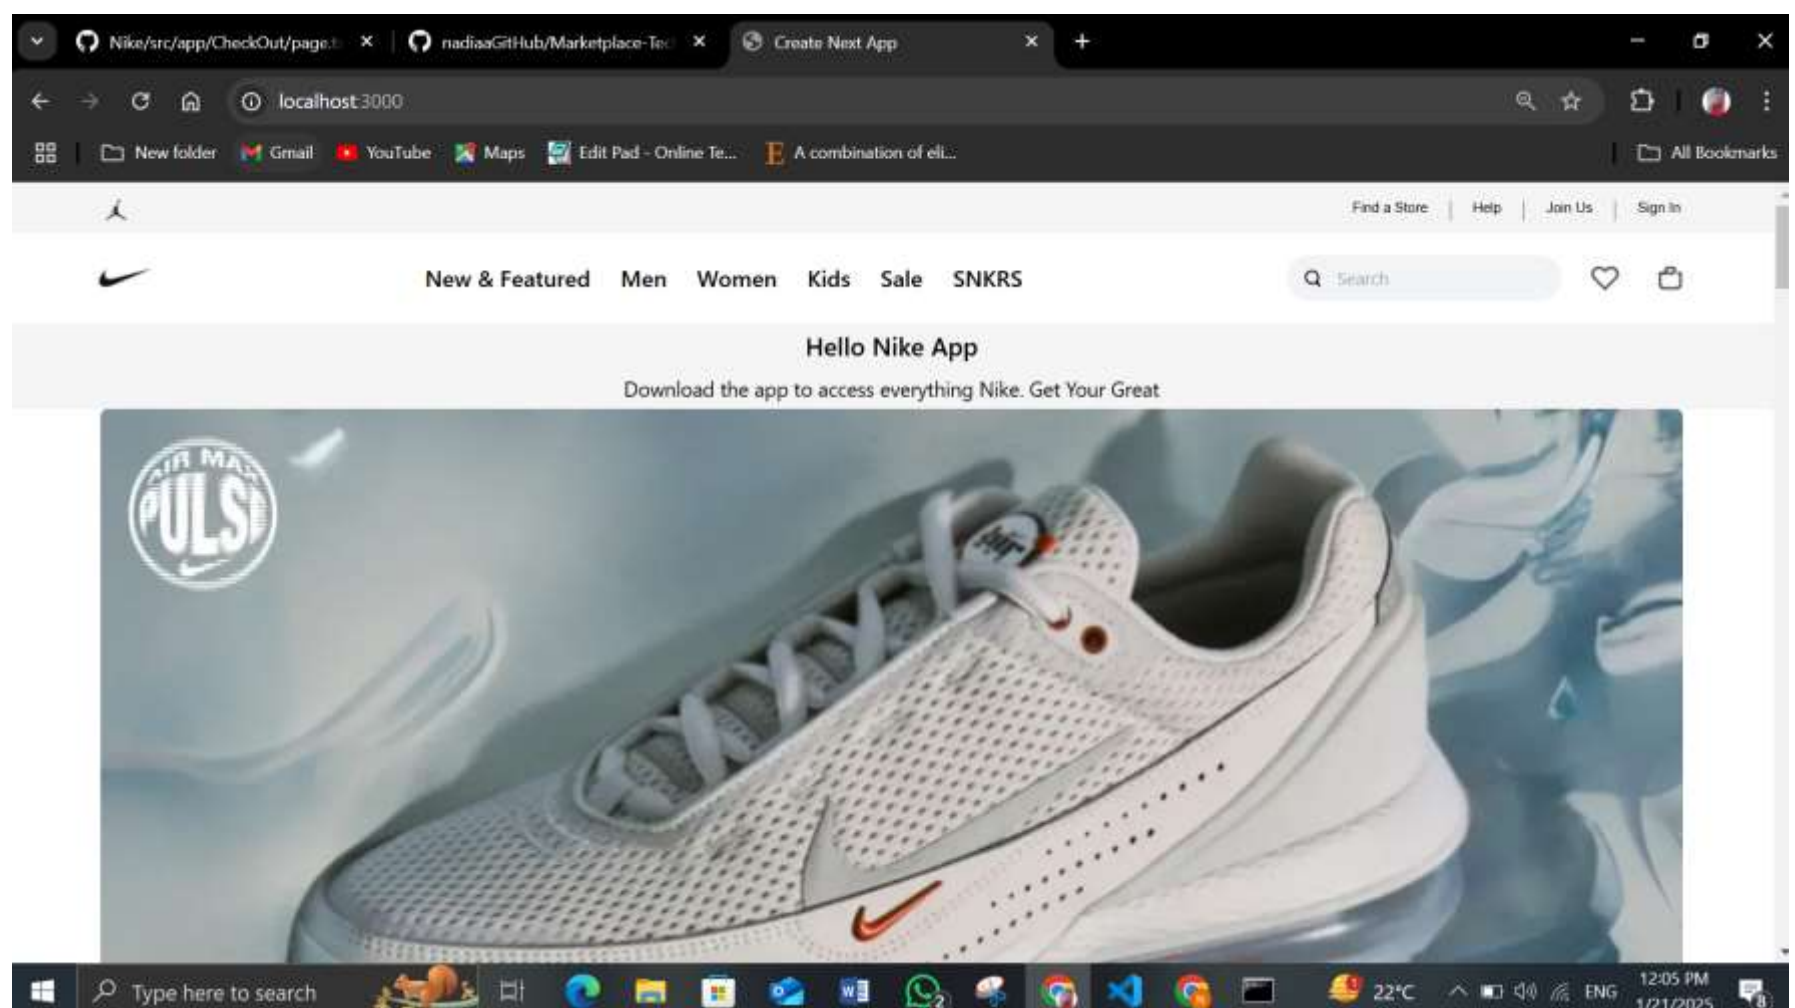 Nike/src/app/CheckOut/page.t
nadiaaGitHub/Marketplace-Tec
Create Next App
localhost:3000
New folder
Gmail
YouTube
Maps
Edit Pad - Online Te...
A combination of eli...
All Bookmarks
Find a Store | Help | Join Us | Sign In
New & Featured Men Women Kids Sale SNKRS
Search
Hello Nike App
Download the app to access everything Nike. Get Your Great
AIR MAX
PULSE
Air
Type here to search
22°C
ENG
12:05 PM
1/21/2025